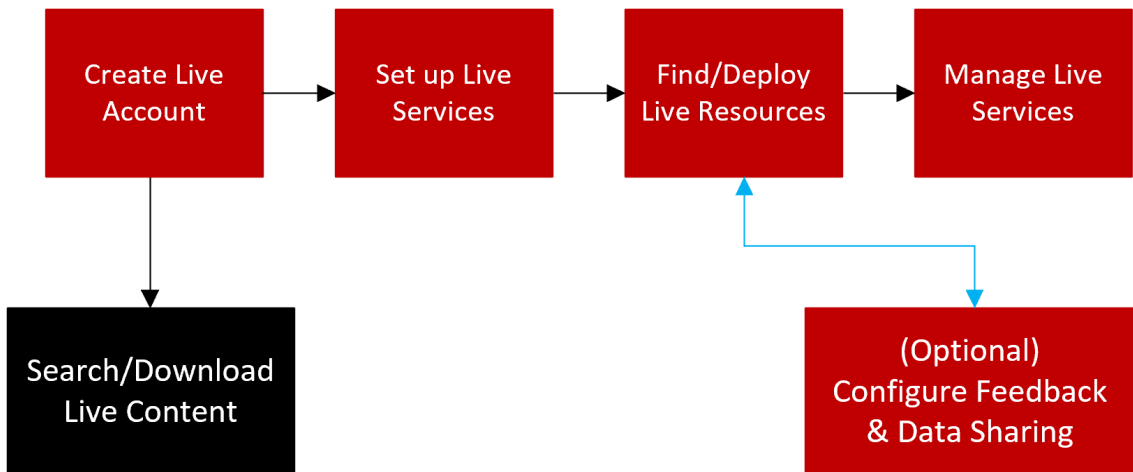 Create Live
Account
Set up Live
Services
Find/Deploy
Live Resources
Manage Live
Services
Search/Download
Live Content
(Optional)
Configure Feedback
& Data Sharing